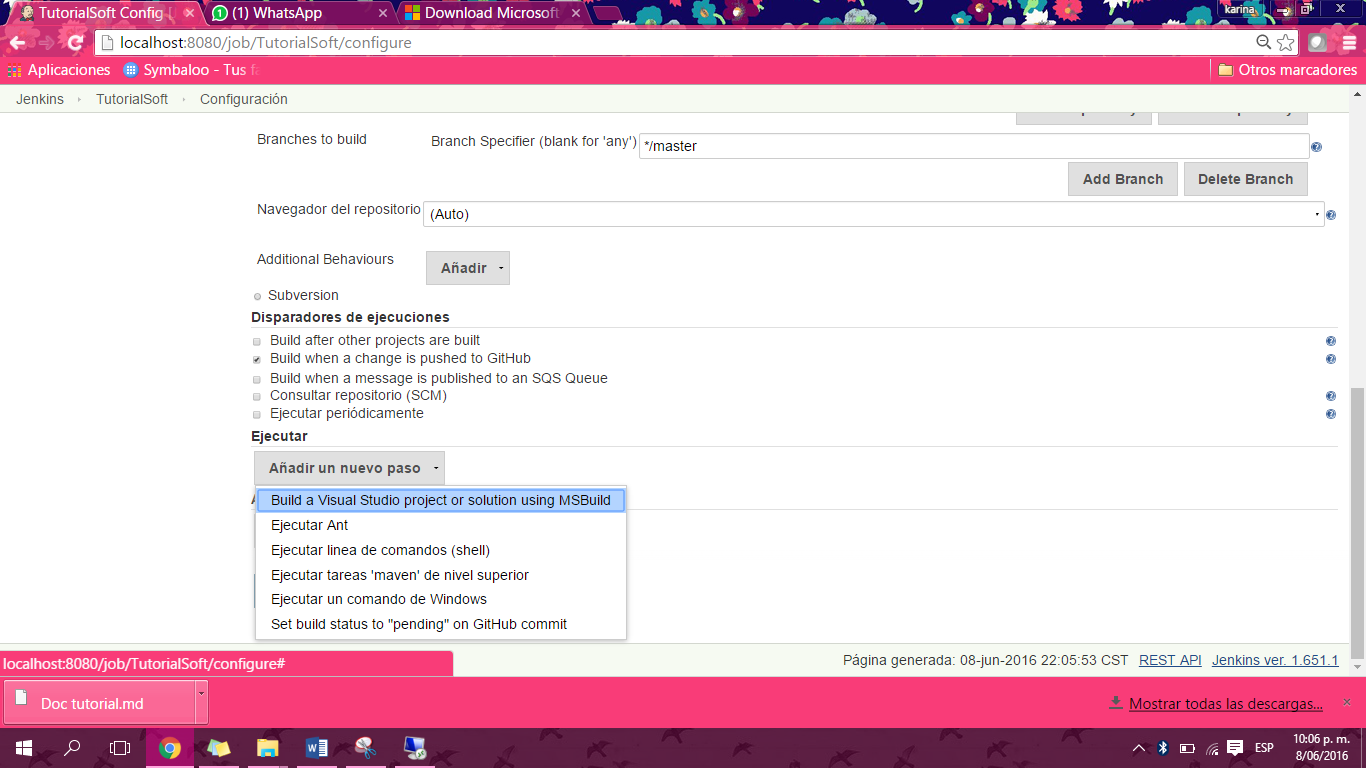 TutorialSoft Config [
(1) WhatsApp
Download Microsoft
karina
localhost:8080/job/TutorialSoft/configure
Aplicaciones
Symbaloo - Tus fa
Otros marcadores
Jenkins
TutorialSoft
Configuración
Branches to build
Branch Specifier (blank for 'any')
*/master
Add Branch
Delete Branch
Navegador del repositorio
(Auto)
Additional Behaviours
Añadir
Subversion
Disparadores de ejecuciones
Build after other projects are built
Build when a change is pushed to GitHub
Build when a message is published to an SQS Queue
Consultar repositorio (SCM)
Ejecutar periódicamente
Ejecutar
Añadir un nuevo paso
Build a Visual Studio project or solution using MSBuild
Ejecutar Ant
Ejecutar linea de comandos (shell)
Ejecutar tareas 'maven' de nivel superior
Ejecutar un comando de Windows
Set build status to "pending" on GitHub commit
localhost:8080/job/TutorialSoft/configure#
Página generada: 08-jun-2016 22:05:53 CST
REST API
Jenkins ver. 1.651.1
Doc tutorial.md
Mostrar todas las descargas...
ESP
10:06 p. m.
8/06/2016